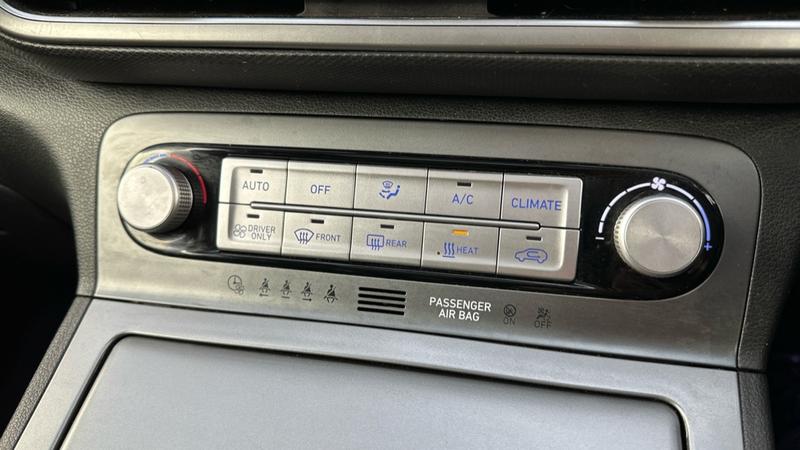 AUTO
OFF
A/C
CLIMATE
DRIVER
ONLY
FRONT
REAR
HEAT
- +
PASSENGER
AIR BAG
ON
OFF